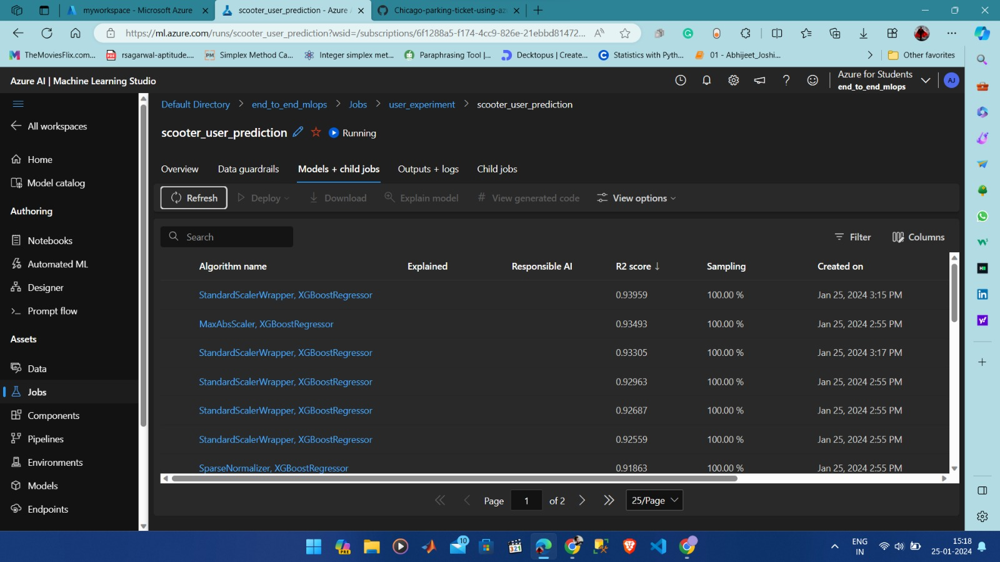 myworkspace - Microsoft Azure
scooter_user_prediction - Azure
Chicago-parking-ticket-using-az
https://ml.azure.com/runs/scooter_user_prediction?wsid=/subscriptions/6f1288a5-f174-4cc9-826e-21ebbd81472...
TheMoviesFlix.com... rsagarwal-aptitude.... Simplex Method Ca... Integer simplex met... Paraphrasing Tool |... Decktopus | Create... Statistics with Pyth... 01 - Abhijeet_Joshi... Other favorites
Azure AI | Machine Learning Studio
Azure for Students
end_to_end_mlops
AJ
Default Directory > end_to_end_mlops > Jobs > user_experiment > scooter_user_prediction
All workspaces
Home
Model catalog
Authoring
Notebooks
Automated ML
Designer
Prompt flow
Assets
Data
Jobs
Components
Pipelines
Environments
Models
Endpoints
scooter_user_prediction Running
Overview Data guardrails Models + child jobs Outputs + logs Child jobs
Refresh Deploy Download Explain model # View generated code View options
Search Filter Columns
Algorithm name Explained Responsible AI R2 score ↓ Sampling Created on
StandardScalerWrapper, XGBoostRegressor 0.93959 100.00 % Jan 25, 2024 3:15 PM
MaxAbsScaler, XGBoostRegressor 0.93493 100.00 % Jan 25, 2024 2:55 PM
StandardScalerWrapper, XGBoostRegressor 0.93305 100.00 % Jan 25, 2024 3:17 PM
StandardScalerWrapper, XGBoostRegressor 0.92963 100.00 % Jan 25, 2024 2:55 PM
StandardScalerWrapper, XGBoostRegressor 0.92687 100.00 % Jan 25, 2024 2:55 PM
StandardScalerWrapper, XGBoostRegressor 0.92559 100.00 % Jan 25, 2024 2:55 PM
SparseNormalizer, XGBoostRegressor 0.91863 100.00 % Jan 25, 2024 2:55 PM
Page 1 of 2 25/Page
PRE
10
321
ENG
IN
15:18
25-01-2024